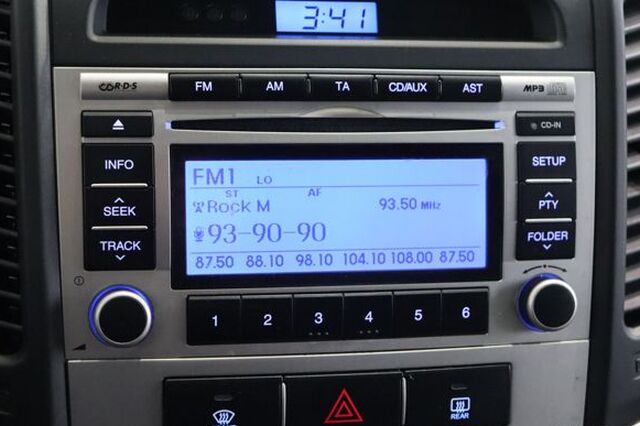 3:41
RDS FM AM TA CD/AUX AST MP3
CD-IN
INFO
SEEK
TRACK
FM1 LO
ST AF
Rock M 93.50 MHz
93-90-90
87.50 88.10 98.10 104.10 108.00 87.50
SETUP
PTY
FOLDER
1 2 3 4 5 6
REAR